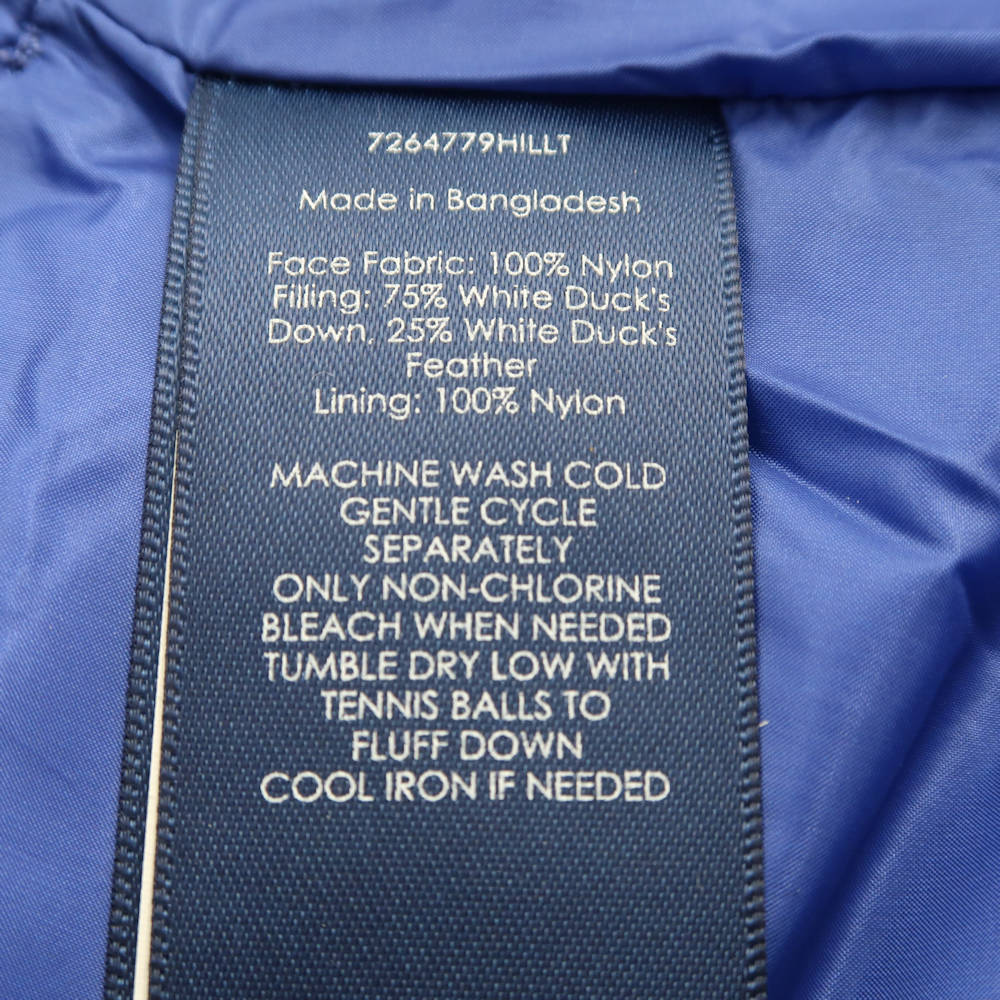 7264779HILLT
Made in Bangladesh
Face Fabric: 100% Nylon
Filling: 75% White Duck's
Down, 25% White Duck's
Feather
Lining: 100% Nylon
MACHINE WASH COLD
GENTLE CYCLE
SEPARATELY
ONLY NON-CHLORINE
BLEACH WHEN NEEDED
TUMBLE DRY LOW WITH
TENNIS BALLS TO
FLUFF DOWN
COOL IRON IF NEEDED